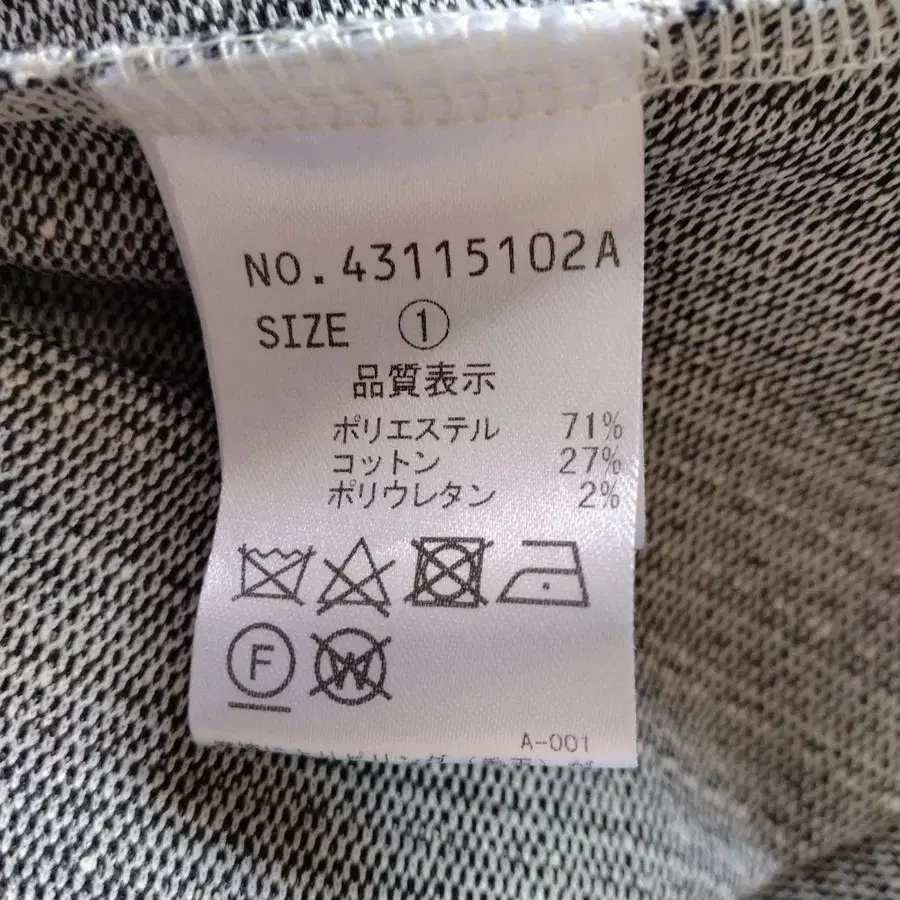 NO.43115102A
SIZE ①
品質表示
ポリエステル 71%
コットン 27%
ポリウレタン 2%
F
W
A-001